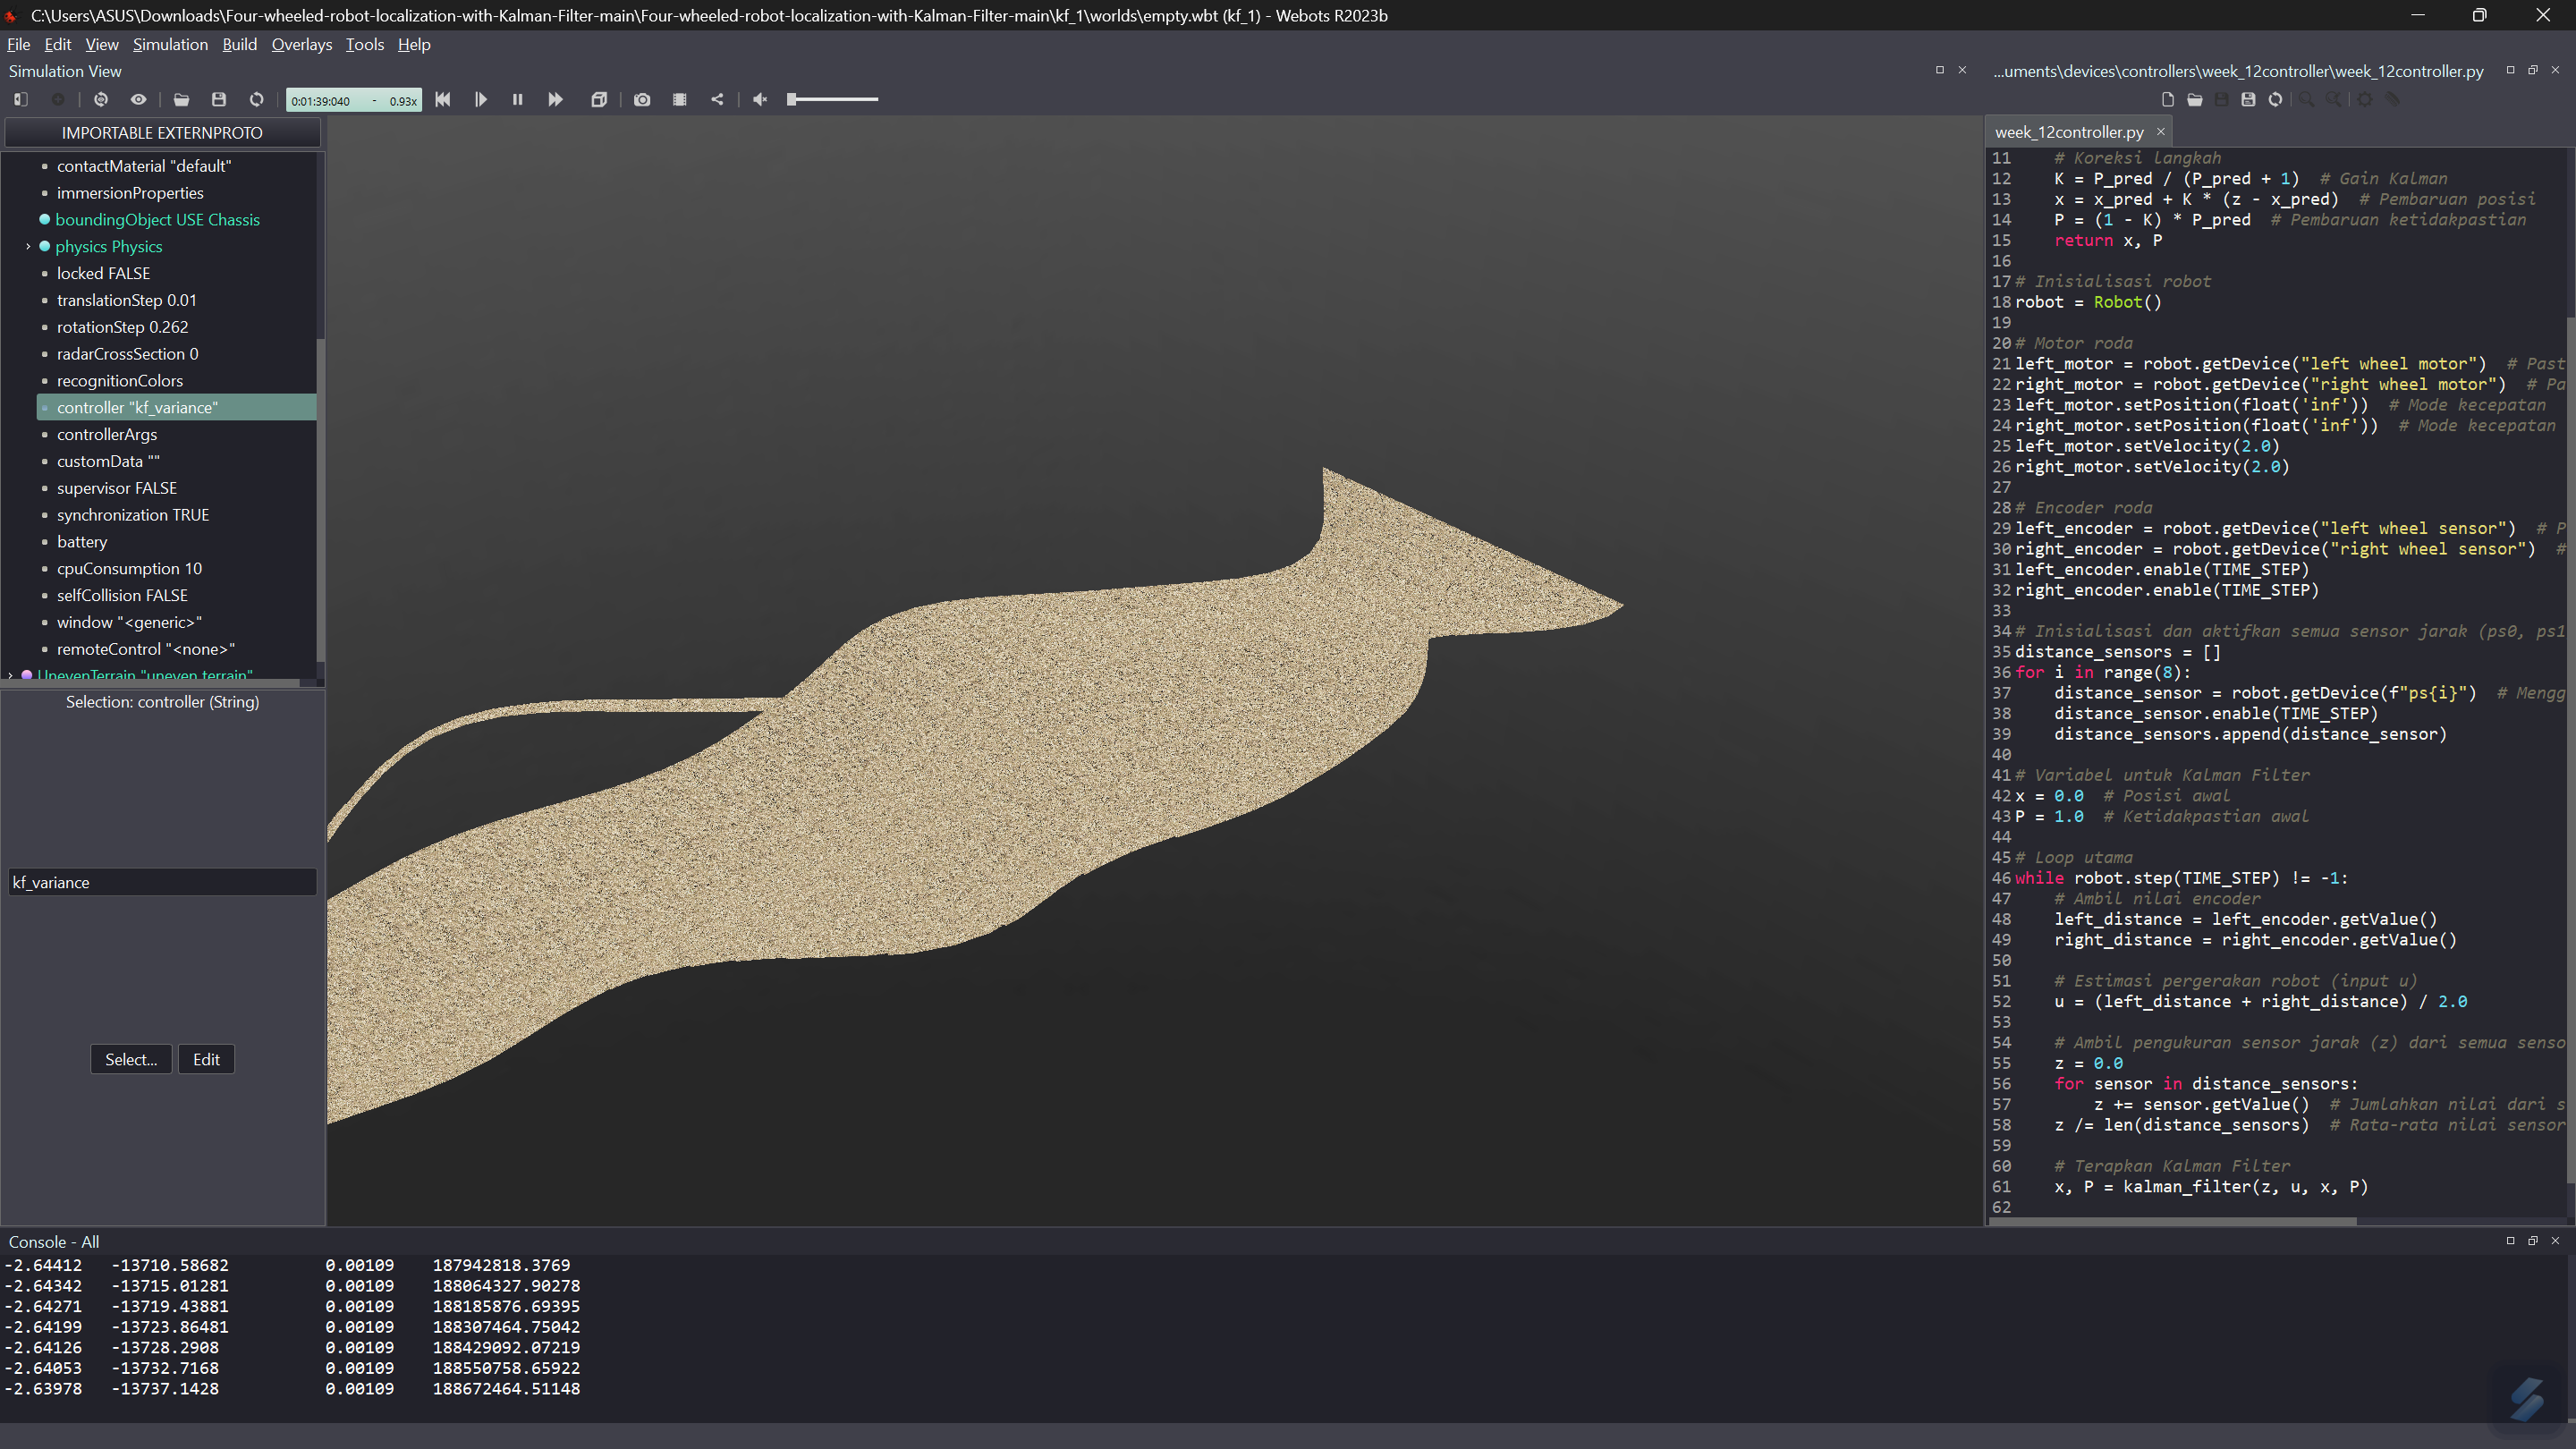 C:\Users\ASUS\Downloads\Four-wheeled-robot-localization-with-Kalman-Filter-main\Four-wheeled-robot-localization-with-Kalman-Filter-main\kf_1\worlds\empty.wbt (kf_1) - Webots R2023b
File Edit View Simulation Build Overlays Tools Help
Simulation View
0:01:39:040 - 0.93x
IMPORTABLE EXTERNPROTO
contactMaterial "default"
immersionProperties
boundingObject USE Chassis
physics Physics
locked FALSE
translationStep 0.01
rotationStep 0.262
radarCrossSection 0
recognitionColors
controller "kf_variance"
controllerArgs
customData ""
supervisor FALSE
synchronization TRUE
battery
cpuConsumption 10
selfCollision FALSE
window "<generic>"
remoteControl "<none>"
UnevenTerrain "uneven terrain"
Selection: controller (String)
kf_variance
Select... Edit
...uments\devices\controllers\week_12controller\week_12controller.py
week_12controller.py
11 # Koreksi langkah
12 K = P_pred / (P_pred + 1) # Gain Kalman
13 x = x_pred + K * (z - x_pred) # Pembaruan posisi
14 P = (1 - K) * P_pred # Pembaruan ketidakpastian
15 return x, P
16
17 # Inisialisasi robot
18 robot = Robot()
19
20 # Motor roda
21 left_motor = robot.getDevice("left wheel motor") # Past
22 right_motor = robot.getDevice("right wheel motor") # Pa
23 left_motor.setPosition(float('inf')) # Mode kecepatan
24 right_motor.setPosition(float('inf')) # Mode kecepatan
25 left_motor.setVelocity(2.0)
26 right_motor.setVelocity(2.0)
27
28 # Encoder roda
29 left_encoder = robot.getDevice("left wheel sensor") # P
30 right_encoder = robot.getDevice("right wheel sensor") #
31 left_encoder.enable(TIME_STEP)
32 right_encoder.enable(TIME_STEP)
33
34 # Inisialisasi dan aktifkan semua sensor jarak (ps0, ps1
35 distance_sensors = []
36 for i in range(8):
37 distance_sensor = robot.getDevice(f"ps{i}") # Mengg
38 distance_sensor.enable(TIME_STEP)
39 distance_sensors.append(distance_sensor)
40
41 # Variabel untuk Kalman Filter
42 x = 0.0 # Posisi awal
43 P = 1.0 # Ketidakpastian awal
44
45 # Loop utama
46 while robot.step(TIME_STEP) != -1:
47 # Ambil nilai encoder
48 left_distance = left_encoder.getValue()
49 right_distance = right_encoder.getValue()
50
51 # Estimasi pergerakan robot (input u)
52 u = (left_distance + right_distance) / 2.0
53
54 # Ambil pengukuran sensor jarak (z) dari semua senso
55 z = 0.0
56 for sensor in distance_sensors:
57 z += sensor.getValue() # Jumlahkan nilai dari s
58 z /= len(distance_sensors) # Rata-rata nilai sensor
59
60 # Terapkan Kalman Filter
61 x, P = kalman_filter(z, u, x, P)
62
Console - All
-2.64412 -13710.58682 0.00109 187942818.3769
-2.64342 -13715.01281 0.00109 188064327.90278
-2.64271 -13719.43881 0.00109 188185876.69395
-2.64199 -13723.86481 0.00109 188307464.75042
-2.64126 -13728.2908 0.00109 188429092.07219
-2.64053 -13732.7168 0.00109 188550758.65922
-2.63978 -13737.1428 0.00109 188672464.51148